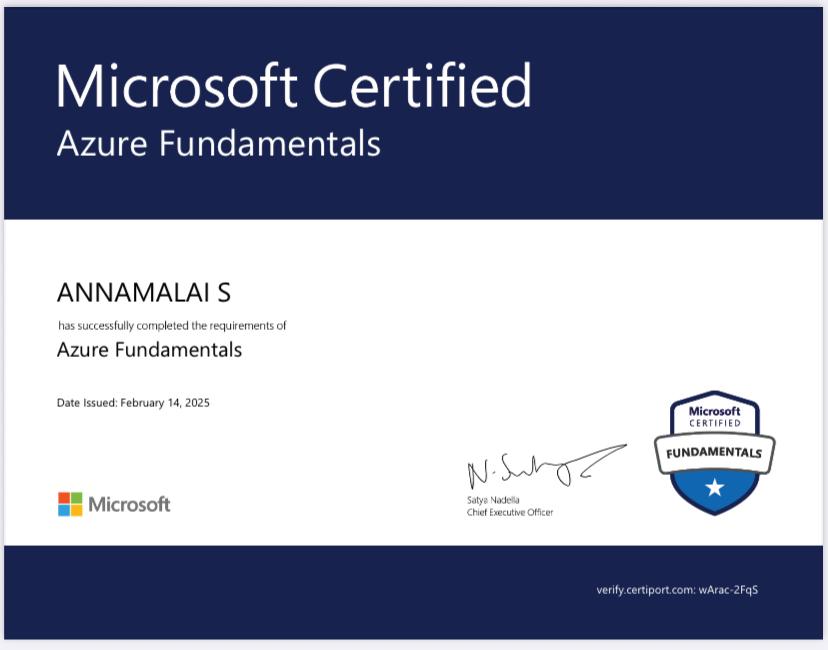 Microsoft Certified
Azure Fundamentals
ANNAMALAI S
has successfully completed the requirements of
Azure Fundamentals
Date Issued: February 14, 2025
Microsoft
CERTIFIED
FUNDAMENTALS
Satya Nadella
Chief Executive Officer
Microsoft
verify.certiport.com: wArac-2FqS